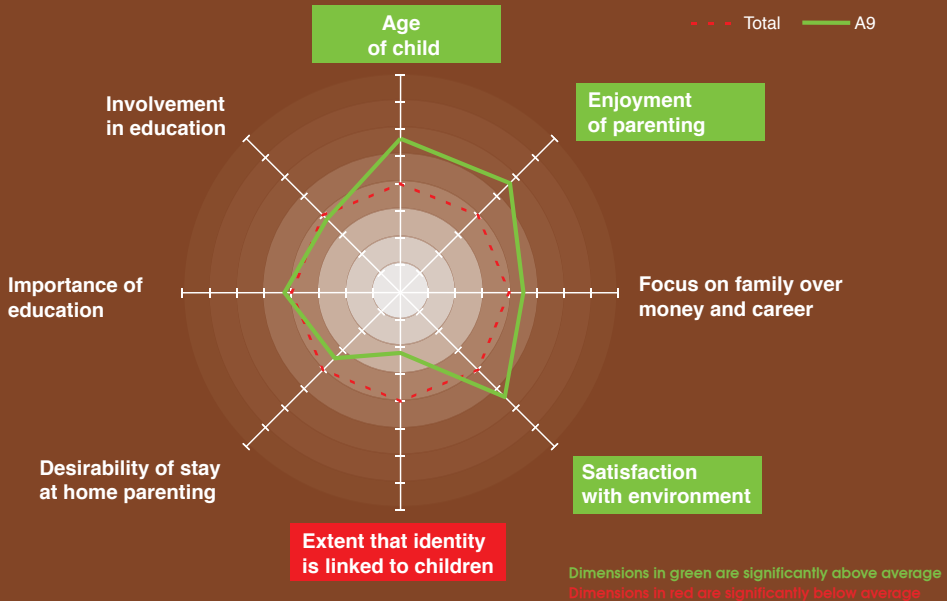 Total
A9
Age
of child
Enjoyment
of parenting
Involvement
in education
Focus on family over
money and career
Importance of
education
Desirability of stay
at home parenting
Satisfaction
with environment
Extent that identity
is linked to children
Dimensions in green are significantly above average
Dimensions in red are significantly below average